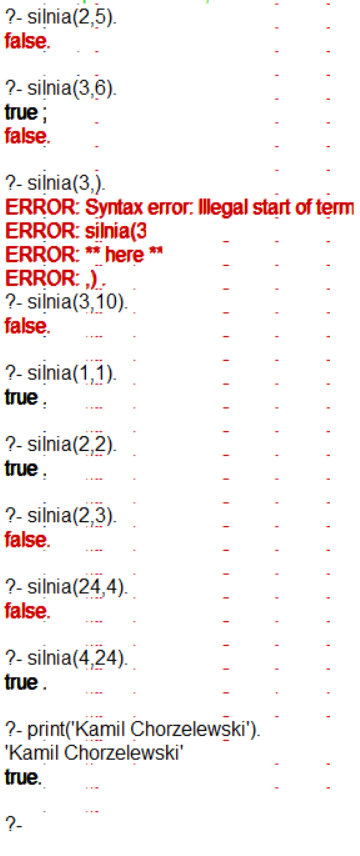 ?- silnia(2,5).
false.
?- silnia(3,6).
true ;
false.
?- silnia(3,).
ERROR: Syntax error: Illegal start of term
ERROR: silnia(3
ERROR: ** here **
ERROR: ,) .
?- silnia(3,10).
false.
?- silnia(1,1).
true .
?- silnia(2,2).
true .
?- silnia(2,3).
false.
?- silnia(24,4).
false.
?- silnia(4,24).
true .
?- print('Kamil Chorzelewski').
'Kamil Chorzelewski'
true.
?-